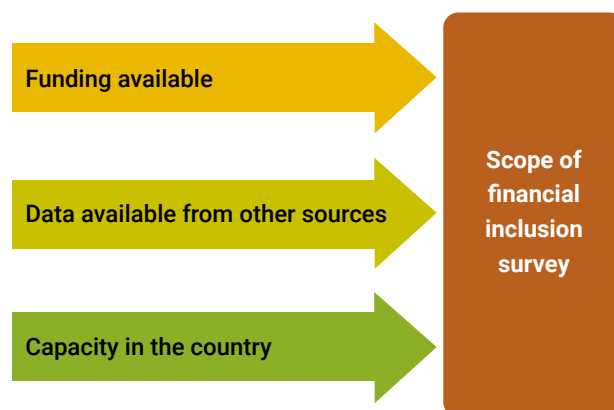 Funding available
Data available from other sources
Capacity in the country
Scope of
financial
inclusion
survey